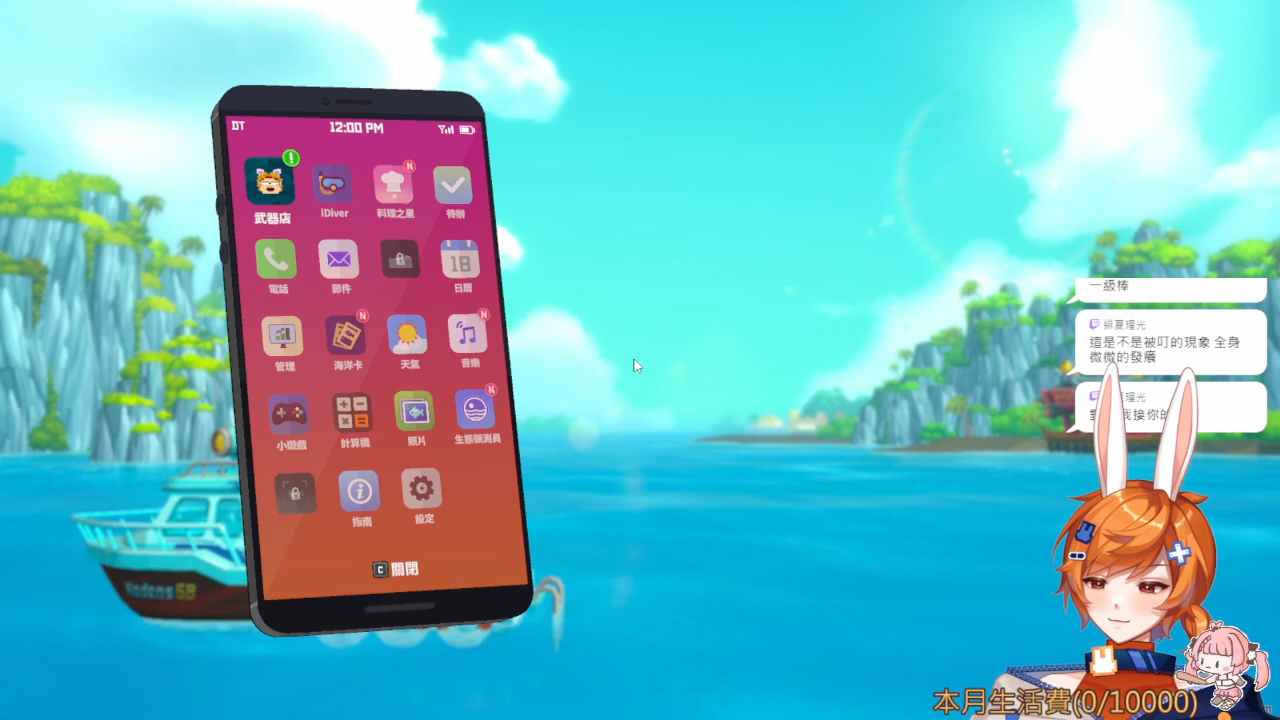 DT
12:00 PM
武器店
iDiver
N
料理之星
待辦
電話
郵件
18
日曆
管理
N
海洋卡
天氣
N
音樂
小遊戲
計算機
照片
N
生態觀測員
指南
設定
C 關閉
一級棒
緋夏理光
這是不是被叮的現象 全身
微微的發癢
理光
我接你的
本月生活費(0/10000)